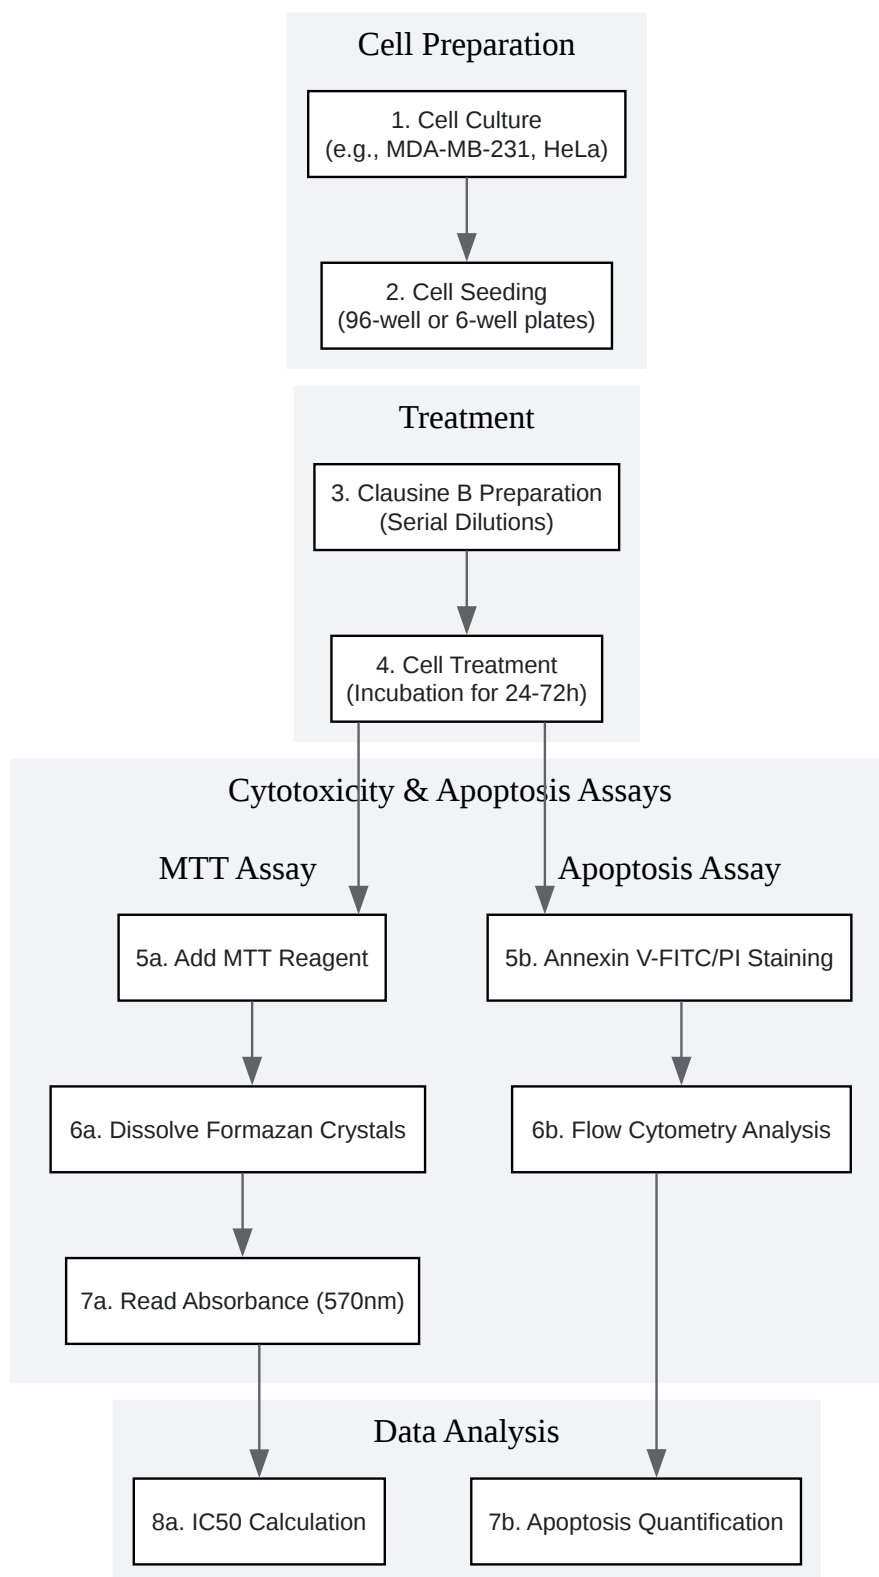 Cell Preparation
1. Cell Culture
(e.g., MDA-MB-231, HeLa)
2. Cell Seeding
(96-well or 6-well plates)
Treatment
3. Clausine B Preparation
(Serial Dilutions)
4. Cell Treatment
(Incubation for 24-72h)
Cytotoxicity & Apoptosis Assays
MTT Assay
5a. Add MTT Reagent
6a. Dissolve Formazan Crystals
7a. Read Absorbance (570nm)
Apoptosis Assay
5b. Annexin V-FITC/PI Staining
6b. Flow Cytometry Analysis
Data Analysis
8a. IC50 Calculation
7b. Apoptosis Quantification